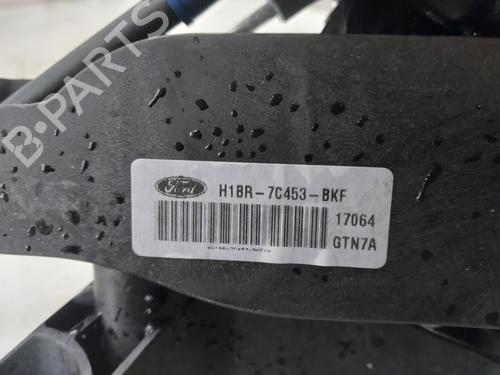 B-PARTS
Ford
H1BR-7C453-BKF
17064
GTN7A